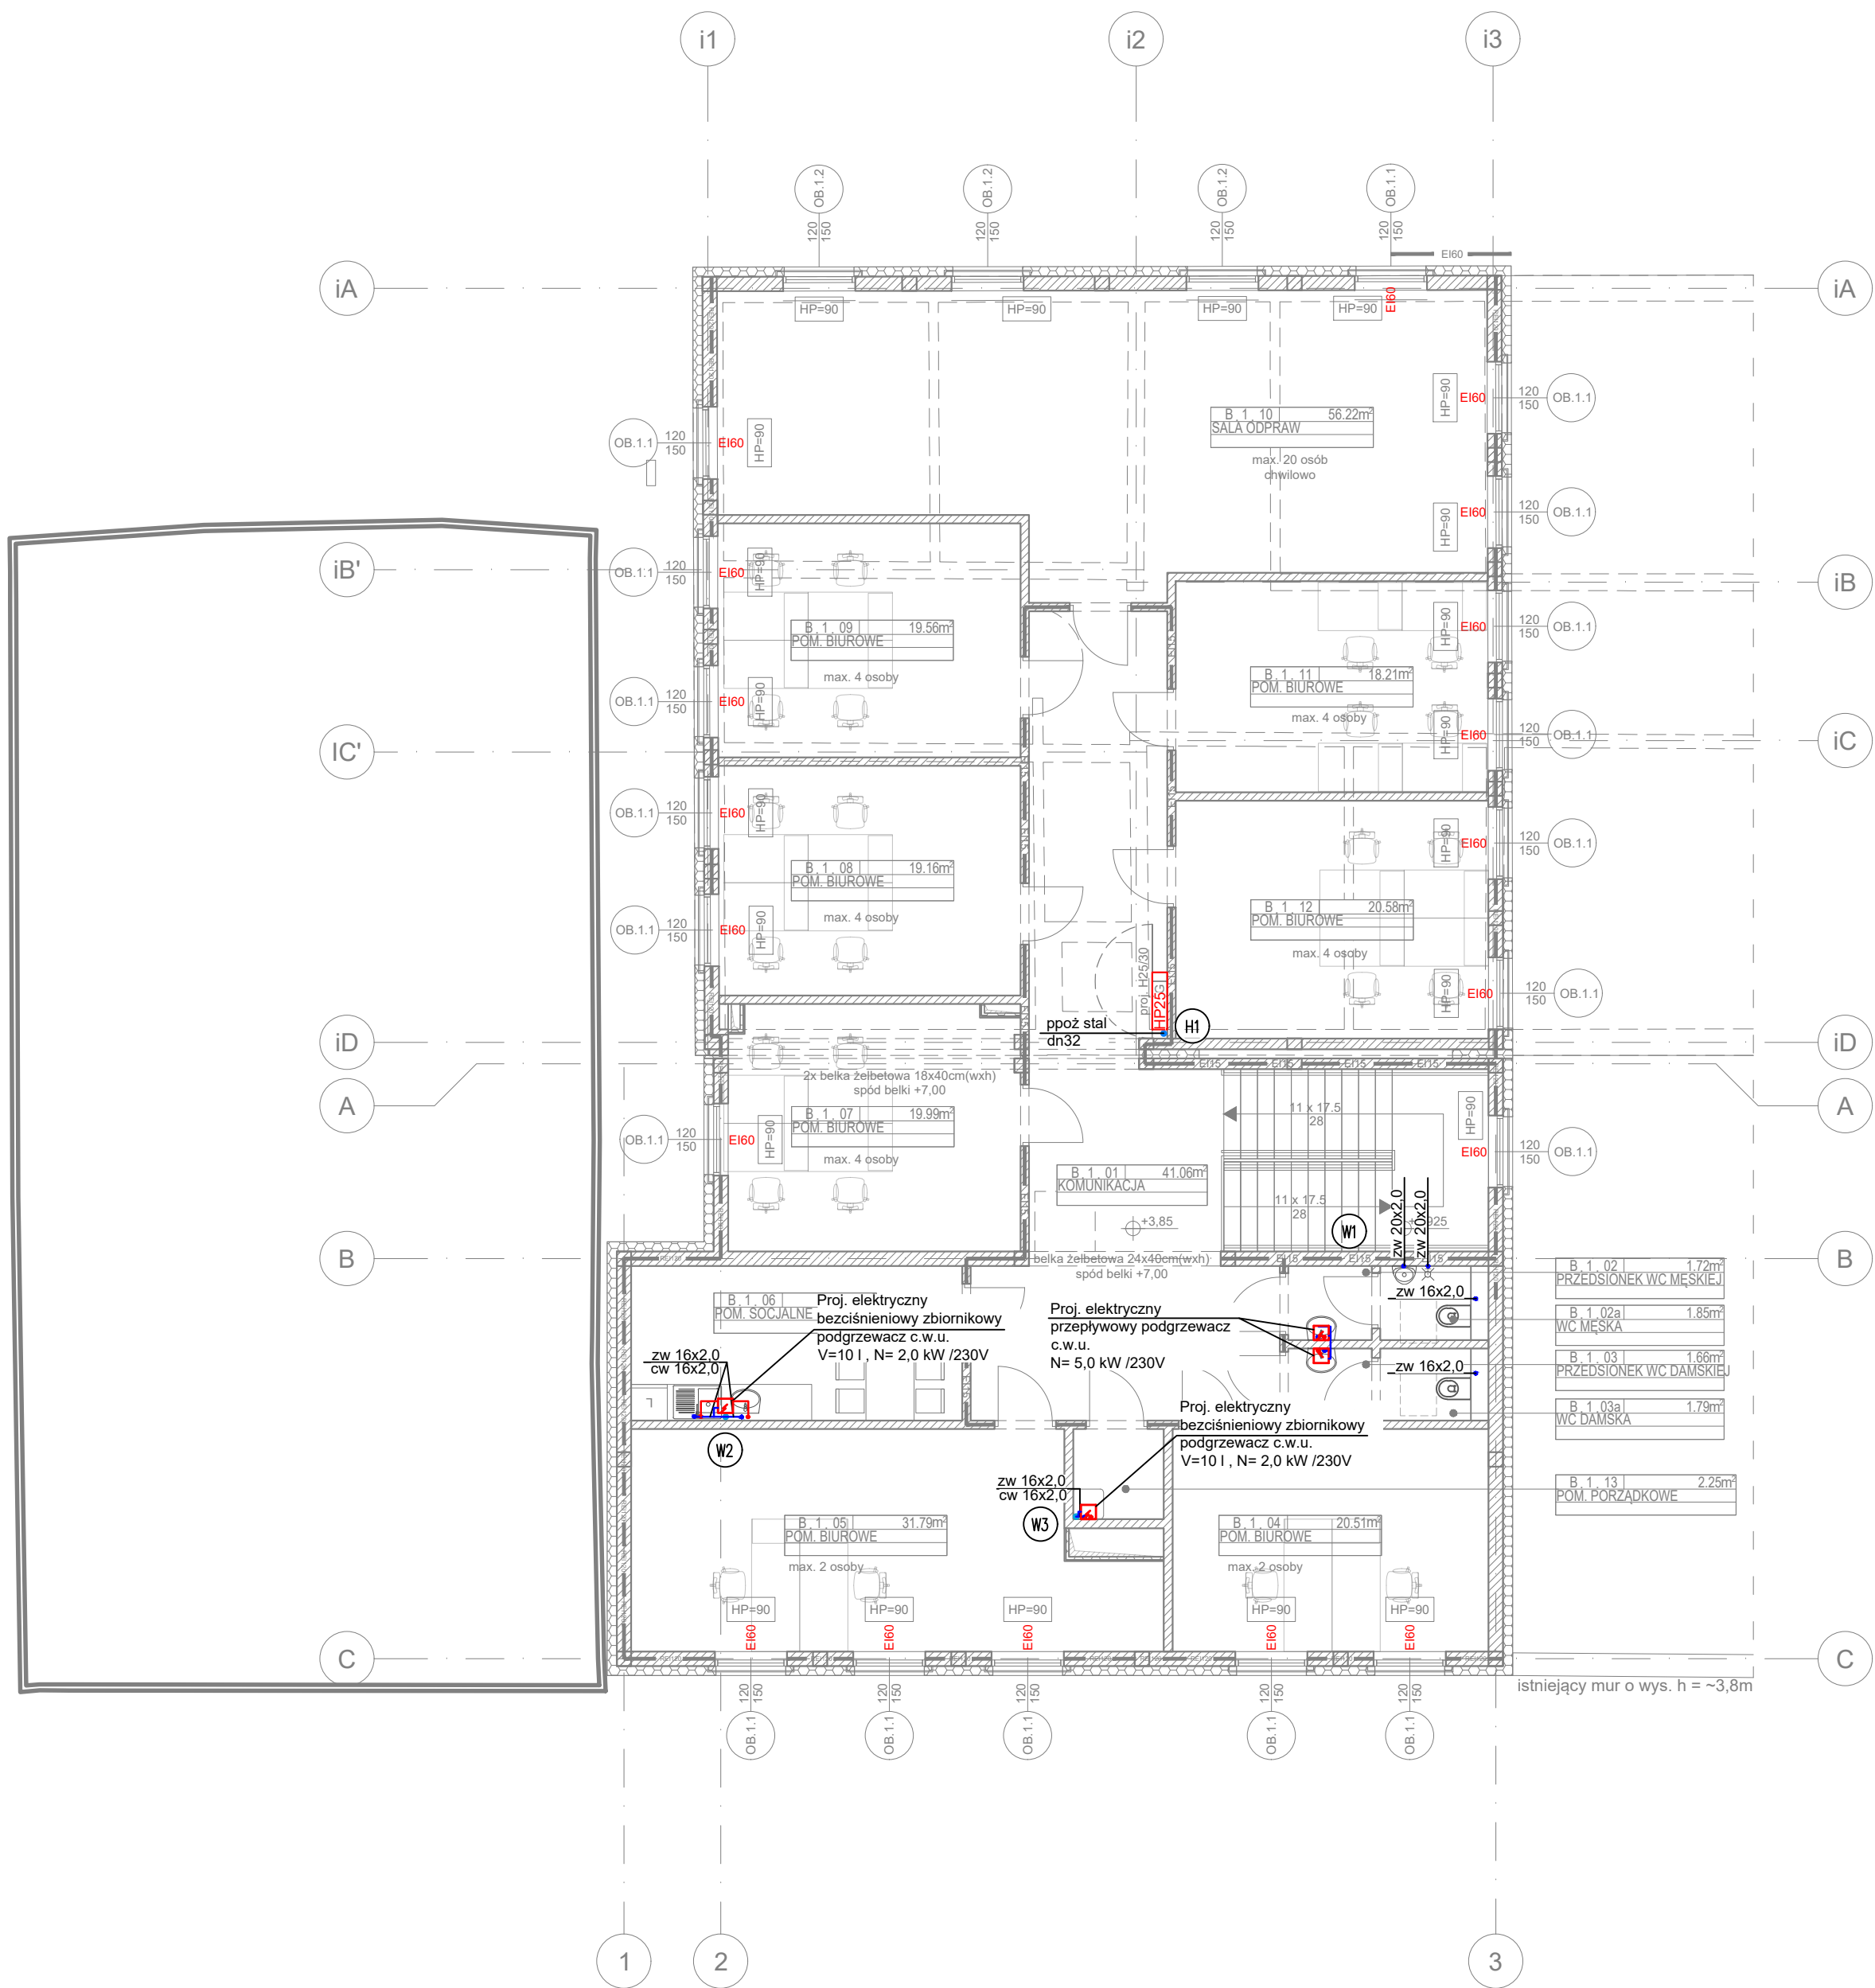 i1
i2
i3
OB.1.2
120
150
OB.1.2
120
150
OB.1.2
120
150
OB.1.1
120
150
EI60
iA
iA
HP=90
HP=90
HP=90
HP=90
EI60
HP=90
EI60
120
150
OB.1.1
B_1_10
56.22m²
SALA ODPRAW
max. 20 osób
chwilowo
OB.1.1
120
150
EI60
HP=90
HP=90
EI60
120
150
OB.1.1
iB'
OB.1.1
120
150
EI60
HP=90
iB
B_1_09
19.56m²
POM. BIUROWE
max. 4 osoby
HP=90
EI60
120
150
OB.1.1
B_1_11
18.21m²
POM. BIUROWE
max. 4 osoby
OB.1.1
120
150
EI60
HP=90
HP=90
EI60
120
150
OB.1.1
IC'
iC
OB.1.1
120
150
EI60
HP=90
HP=90
EI60
120
150
OB.1.1
B_1_08
19.16m²
POM. BIUROWE
max. 4 osoby
B_1_12
20.58m²
POM. BIUROWE
max. 4 osoby
OB.1.1
120
150
EI60
HP=90
proj. H25/30
HP25
HP=90
EI60
120
150
OB.1.1
ppoż stal
dn32
H1
iD
iD
A
A
2x belka żelbetowa 18x40cm(wxh)
spód belki +7,00
EI15
EI15
EI15
EI15
B_1_07
19.99m²
POM. BIUROWE
max. 4 osoby
OB.1.1
120
150
EI60
HP=90
11 x 17.5
28
HP=90
EI60
120
150
OB.1.1
B_1_01
41.06m²
KOMUNIKACJA
+3,85
11 x 17.5
28
W1
zw 20x2,0
zw 20x2,0
B
B
belka żelbetowa 24x40cm(wxh)
spód belki +7,00
EI15
EI15
EI15
B_1_02
1.72m²
PRZEDSIONEK WC MĘSKIEJ
B_1_06
POM. SOCJALNE
Proj. elektryczny
bezciśnieniowy zbiornikowy
podgrzewacz c.w.u.
V=10 l , N= 2,0 kW /230V
Proj. elektryczny
przepływowy podgrzewacz
c.w.u.
N= 5,0 kW /230V
zw 16x2,0
B_1_02a
1.85m²
WC MĘSKA
zw 16x2,0
cw 16x2,0
zw 16x2,0
B_1_03
1.66m²
PRZEDSIONEK WC DAMSKIEJ
B_1_03a
1.79m²
WC DAMSKA
W2
Proj. elektryczny
bezciśnieniowy zbiornikowy
podgrzewacz c.w.u.
V=10 l , N= 2,0 kW /230V
zw 16x2,0
cw 16x2,0
W3
B_1_13
2.25m²
POM. PORZĄDKOWE
B_1_05
31.79m²
POM. BIUROWE
max. 2 osoby
B_1_04
20.51m²
POM. BIUROWE
max. 2 osoby
HP=90
HP=90
HP=90
HP=90
HP=90
EI60
EI60
EI60
EI60
EI60
C
C
istniejący mur o wys. h = ~3,8m
120
150
OB.1.1
120
150
OB.1.1
120
150
OB.1.1
120
150
OB.1.1
120
150
OB.1.1
1
2
3